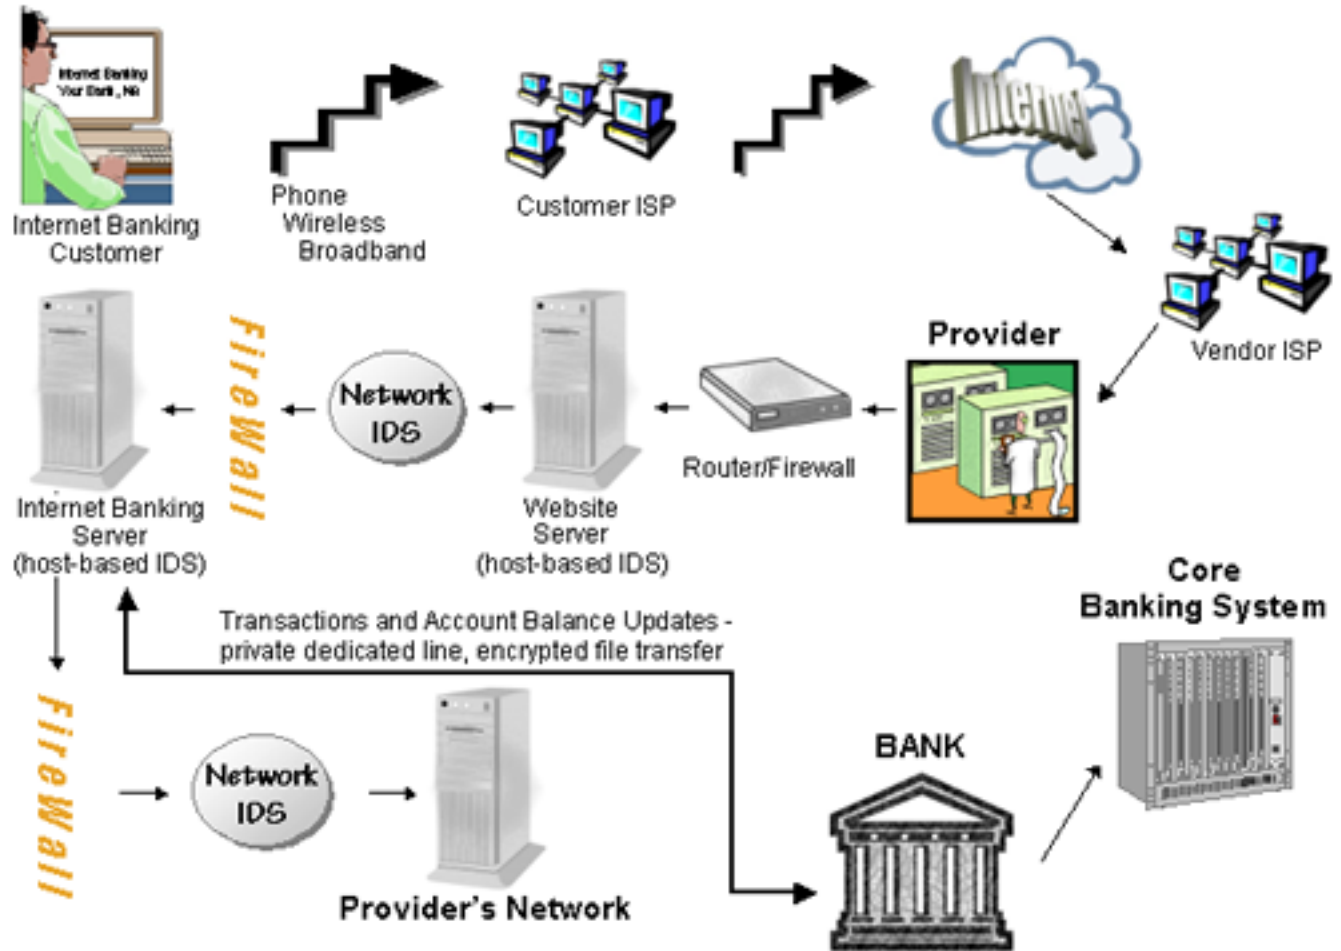 Internet Banking
Your Bank, NA
Internet
Internet Banking
Customer
Phone
Wireless
Broadband
Customer ISP
Vendor ISP
Provider
Router/Firewall
Website
Server
(host-based IDS)
Network
IDS
FireWall
Internet Banking
Server
(host-based IDS)
Transactions and Account Balance Updates -
private dedicated line, encrypted file transfer
FireWall
Network
IDS
Provider's Network
BANK
Core
Banking System